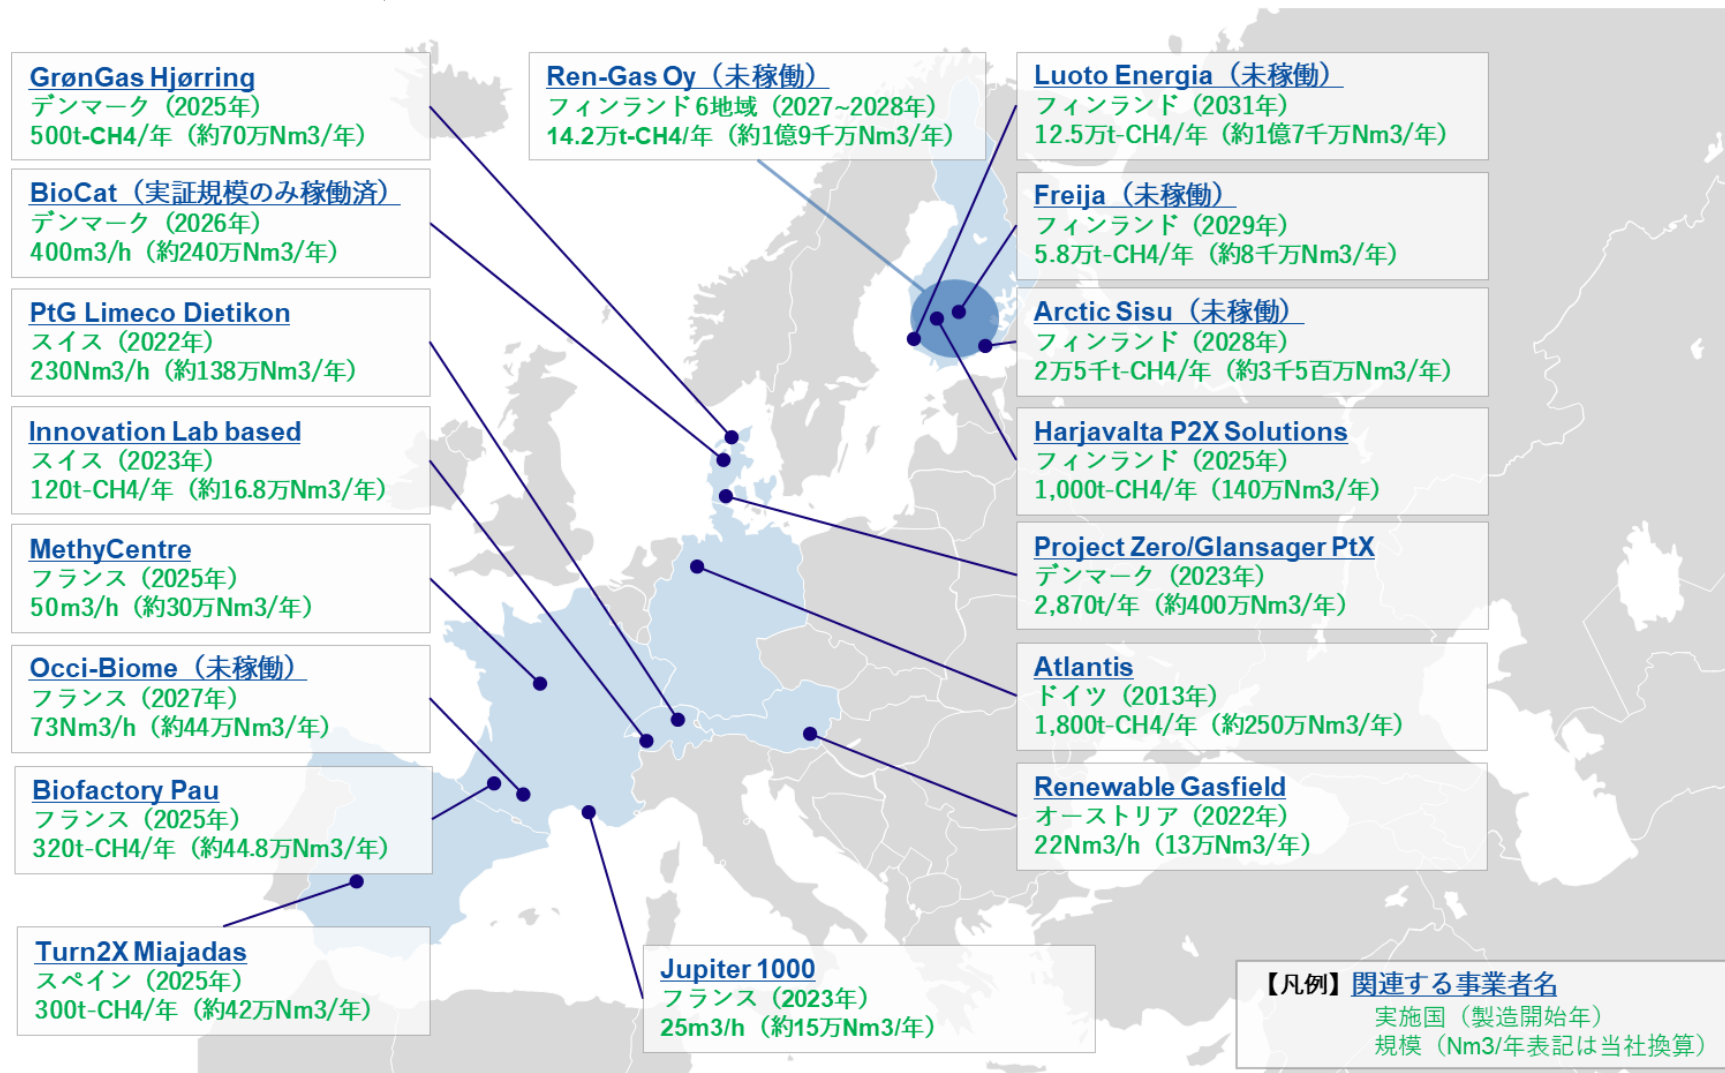 GrønGas Hjørring
デンマーク（2025年）
500t-CH4/年（約70万Nm3/年）
BioCat（実証規模のみ稼働済）
デンマーク（2026年）
400m3/h（約240万Nm3/年）
PtG Limeco Dietikon
スイス（2022年）
230Nm3/h（約138万Nm3/年）
Innovation Lab based
スイス（2023年）
120t-CH4/年（約16.8万Nm3/年）
MethyCentre
フランス（2025年）
50m3/h（約30万Nm3/年）
Occi-Biome（未稼働）
フランス（2027年）
73Nm3/h（約44万Nm3/年）
Biofactory Pau
フランス（2025年）
320t-CH4/年（約44.8万Nm3/年）
Turn2X Miajadas
スペイン（2025年）
300t-CH4/年（約42万Nm3/年）
Ren-Gas Oy（未稼働）
フィンランド6地域（2027~2028年）
14.2万t-CH4/年（約1億9千万Nm3/年）
Luoto Energia（未稼働）
フィンランド（2031年）
12.5万t-CH4/年（約1億7千万Nm3/年）
Freija（未稼働）
フィンランド（2029年）
5.8万t-CH4/年（約8千万Nm3/年）
Arctic Sisu（未稼働）
フィンランド（2028年）
2万5千t-CH4/年（約3千5百万Nm3/年）
Harjavalta P2X Solutions
フィンランド（2025年）
1,000t-CH4/年（140万Nm3/年）
Project Zero/Glansager PtX
デンマーク（2023年）
2,870t/年（約400万Nm3/年）
Atlantis
ドイツ（2013年）
1,800t-CH4/年（約250万Nm3/年）
Renewable Gasfield
オーストリア（2022年）
22Nm3/h（13万Nm3/年）
Jupiter 1000
フランス（2023年）
25m3/h（約15万Nm3/年）
【凡例】関連する事業者名
実施国（製造開始年）
規模（Nm3/年表記は当社換算）